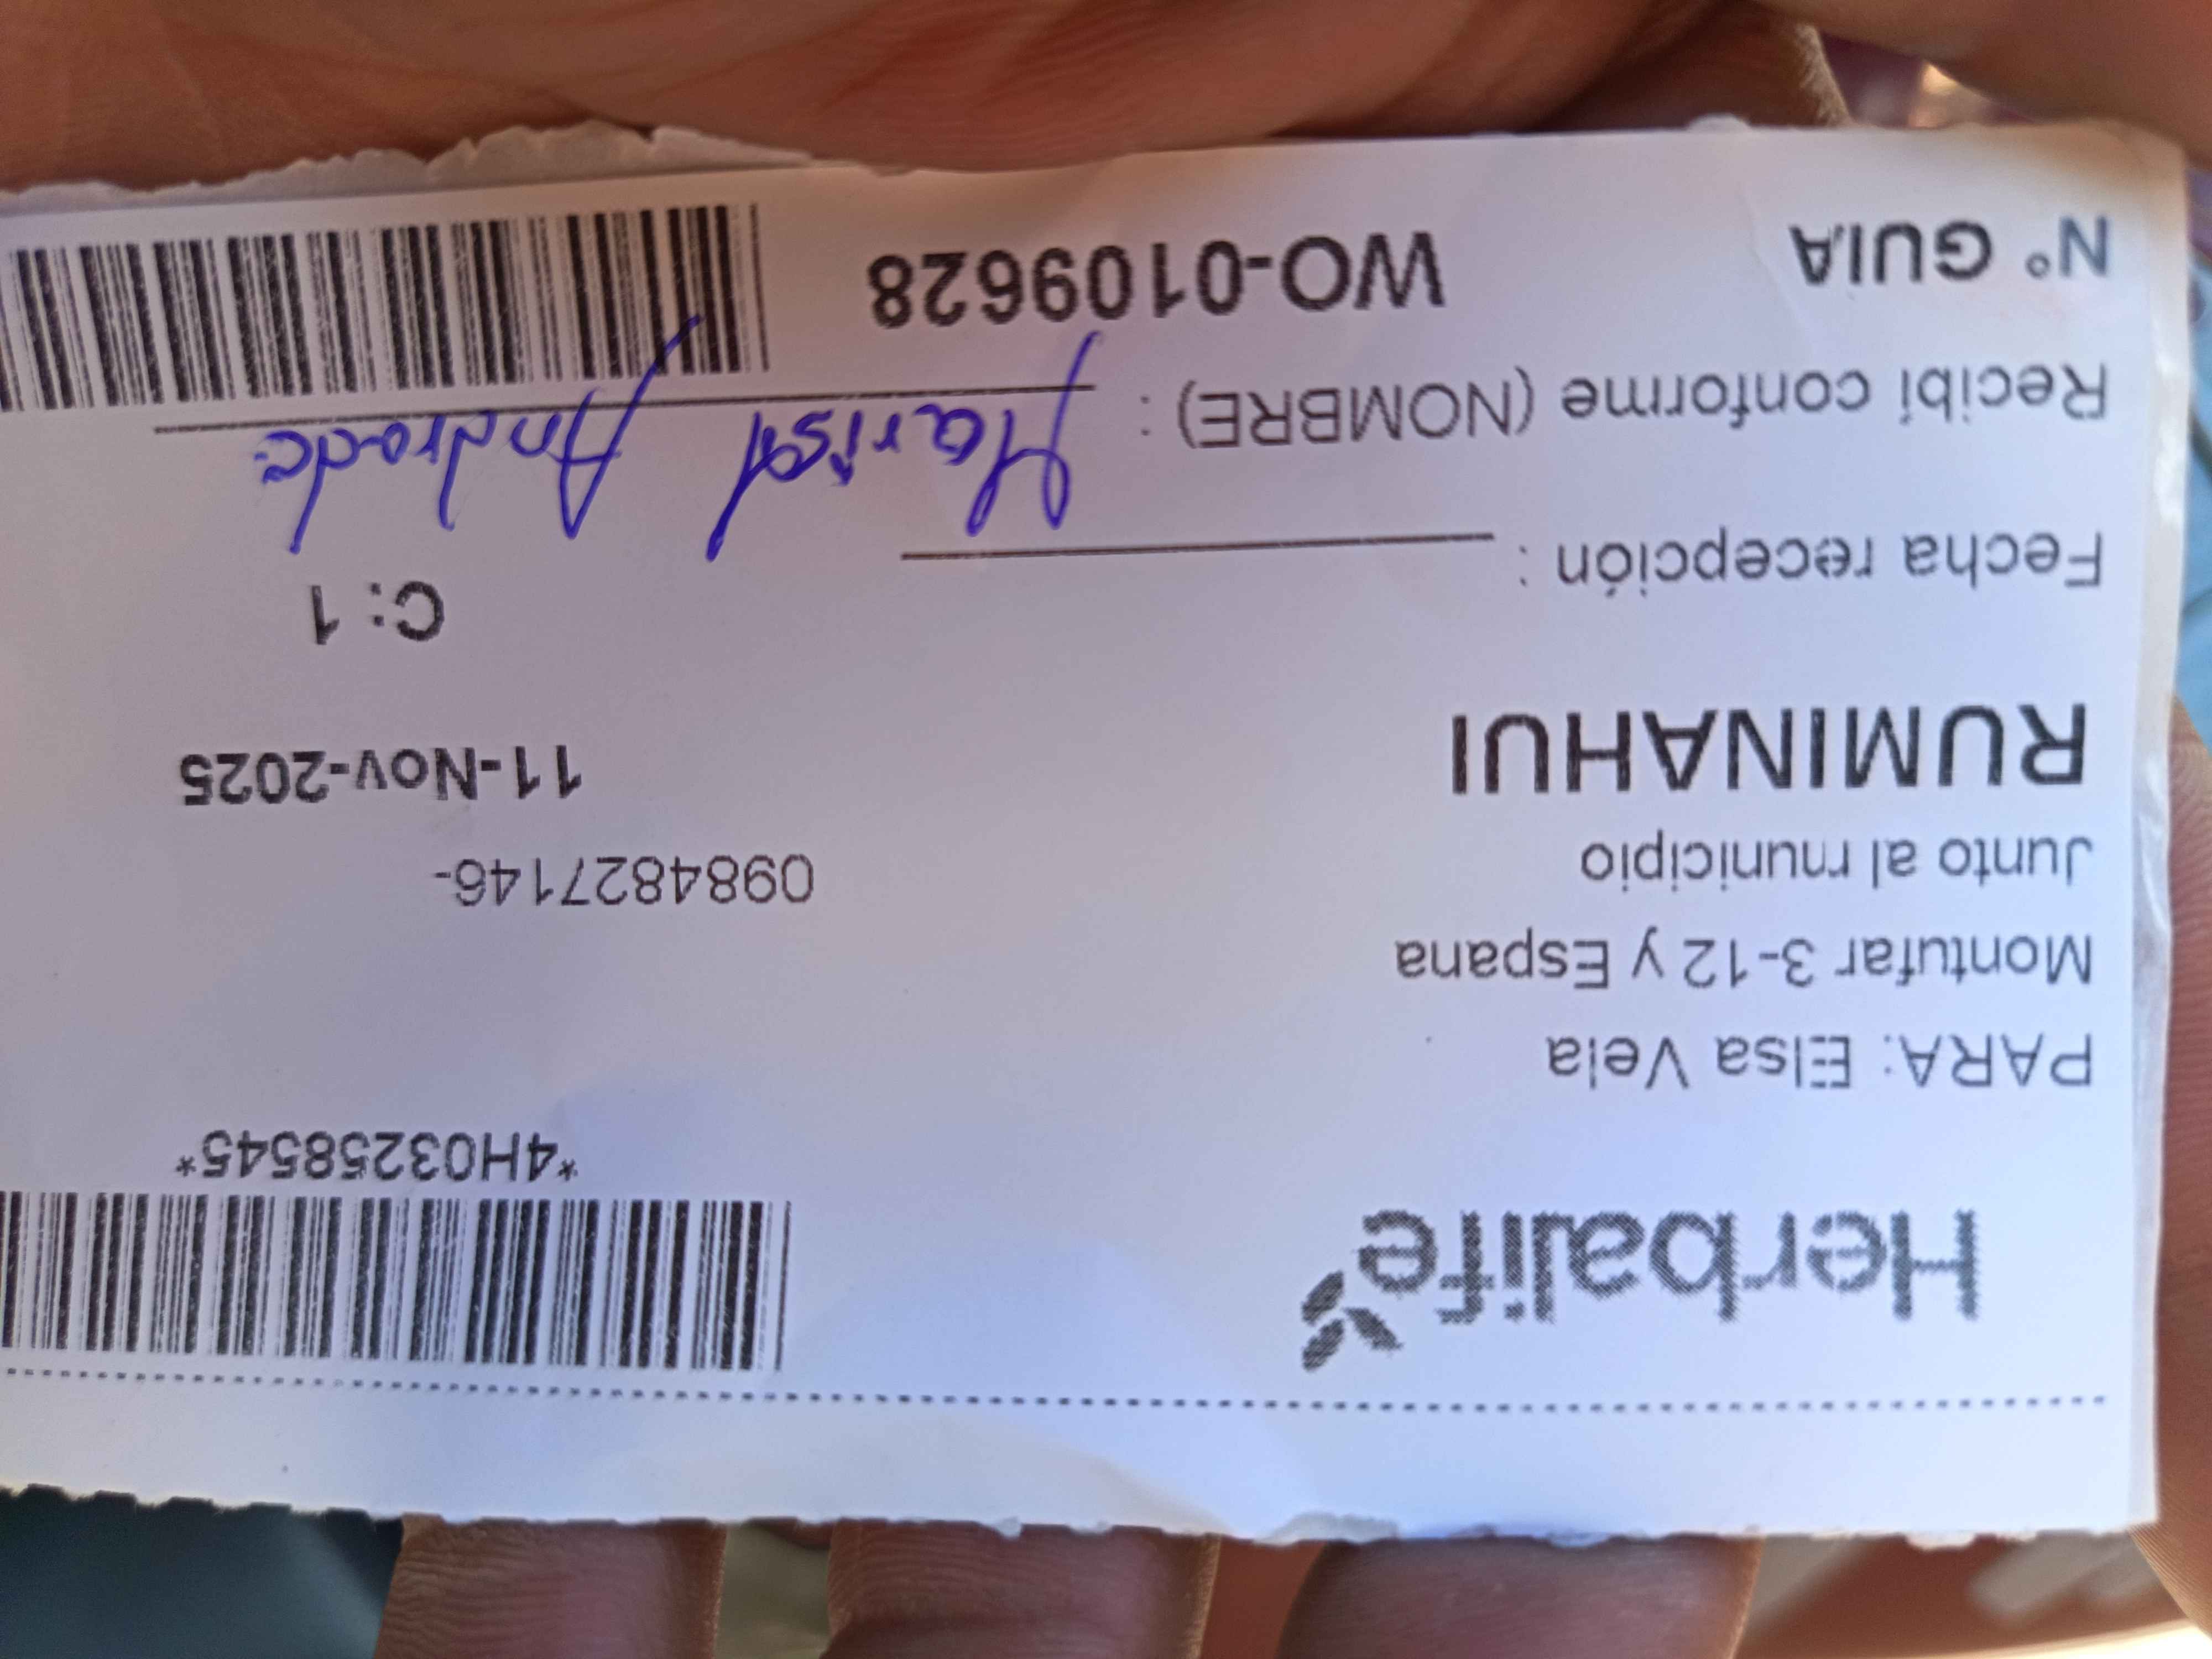 Herbalife
*4H03258545*
PARA: Elsa Vela
Montufar 3-12 y Espana
0984827146-
Junto al municipio
RUMINAHUI
11-Nov-2025
C: 1
Fecha recepción :
Recibí conforme (NOMBRE) : Marisol Andrade
N° GUIA
WO-0109628